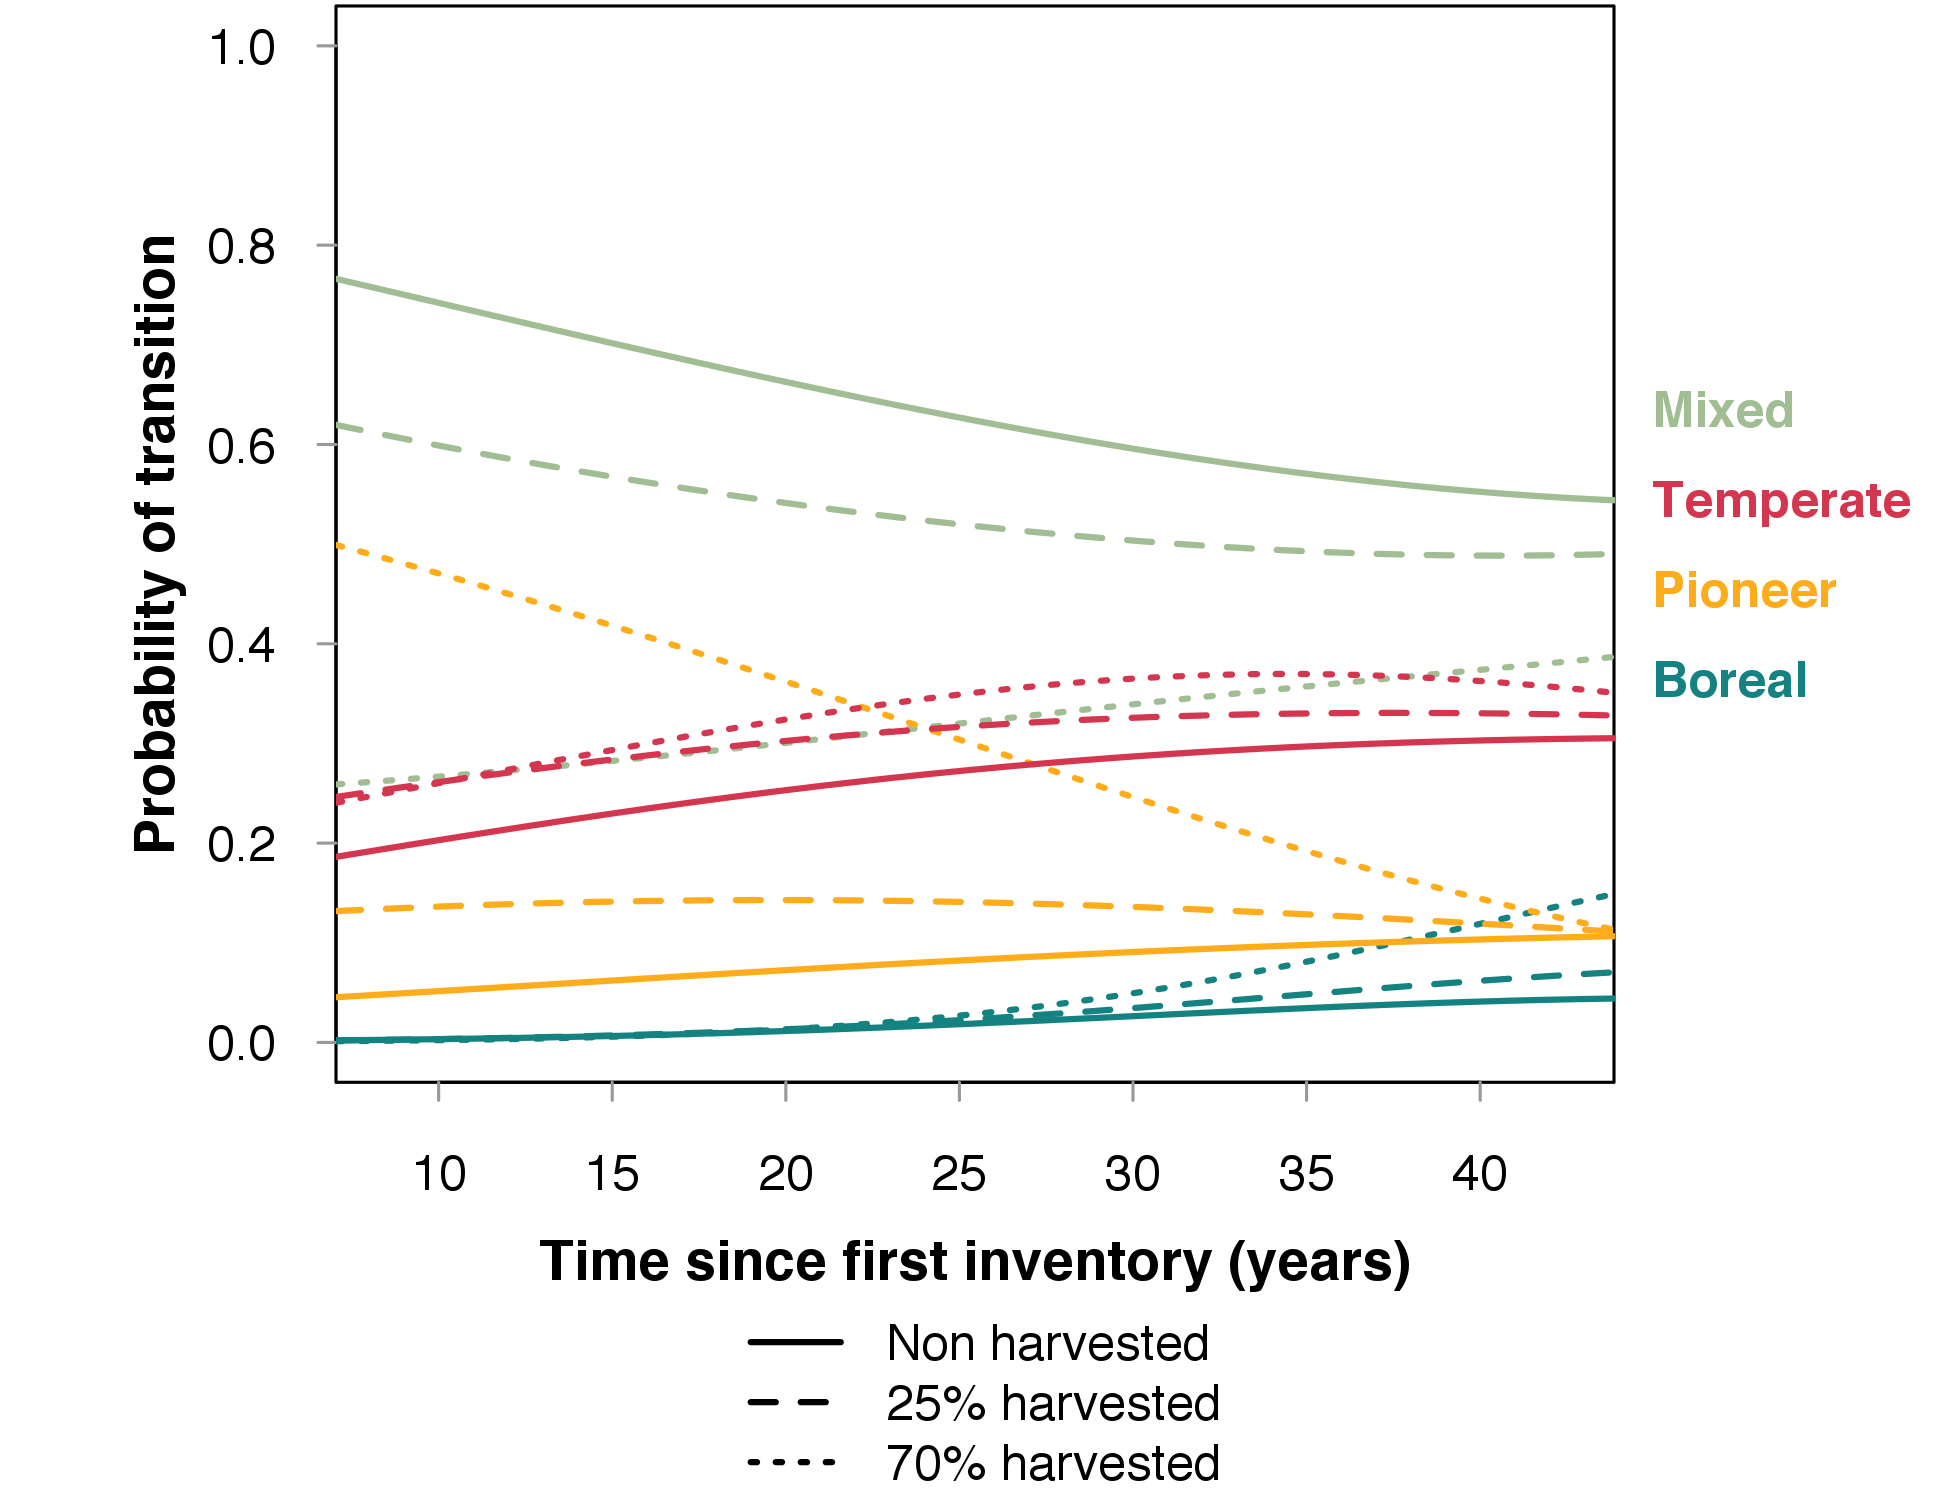 Probability of transition
1.0
0.8
0.6
0.4
0.2
0.0
Mixed
Temperate
Pioneer
Boreal
10 15 20 25 30 35 40
Time since first inventory (years)
Non harvested
25% harvested
70% harvested